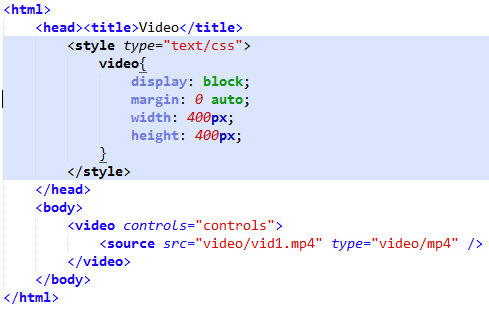 <html>
<head><title>Video</title>
<style type="text/css">
video{
display: block;
margin: 0 auto;
width: 400px;
height: 400px;
}
</style>
</head>
<body>
<video controls="controls">
<source src="video/vid1.mp4" type="video/mp4" />
</video>
</body>
</html>